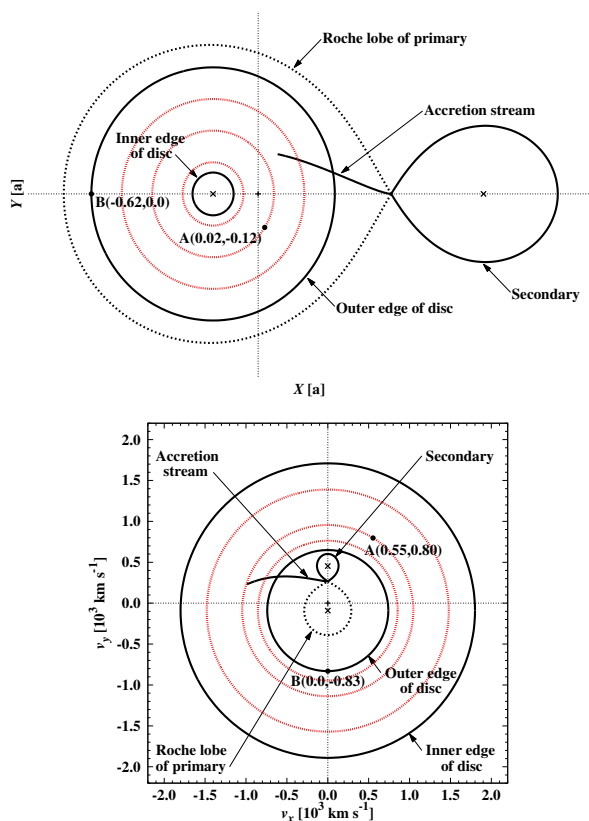 Roche lobe of primary
Accretion stream
Inner edge
of disc
Y [a]
B(-0.62,0.0)
A(0.02,-0.12)
Secondary
Outer edge of disc
X [a]
2.0
1.5
1.0
0.5
0.0
-0.5
-1.0
-1.5
-2.0
v_y [10³ km s⁻¹]
Accretion
stream
Secondary
A(0.55,0.80)
B(0.0,-0.83)
Outer edge
of disc
Roche lobe
of primary
Inner edge
of disc
-2.0 -1.5 -1.0 -0.5 0.0 0.5 1.0 1.5 2.0
v_x [10³ km s⁻¹]